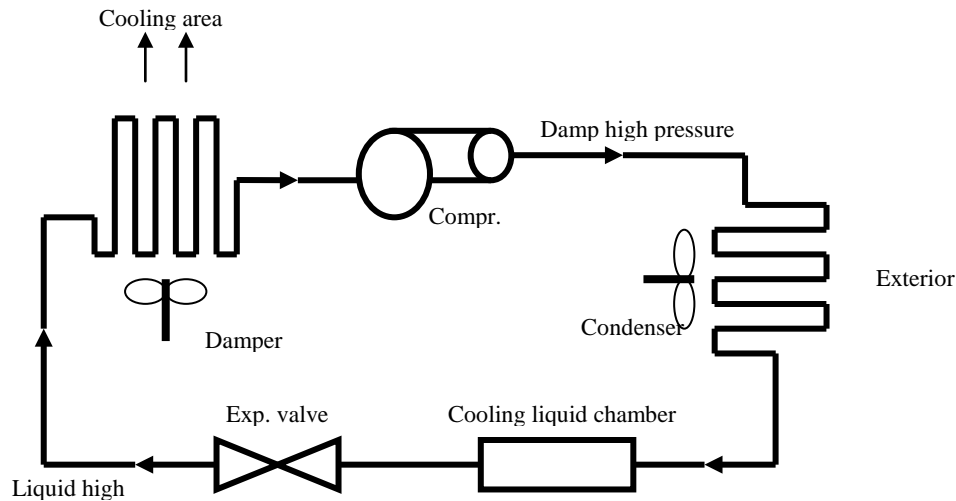 Cooling area
Damp high pressure
Compr.
Exterior
Condenser
Damper
Exp. valve
Cooling liquid chamber
Liquid high